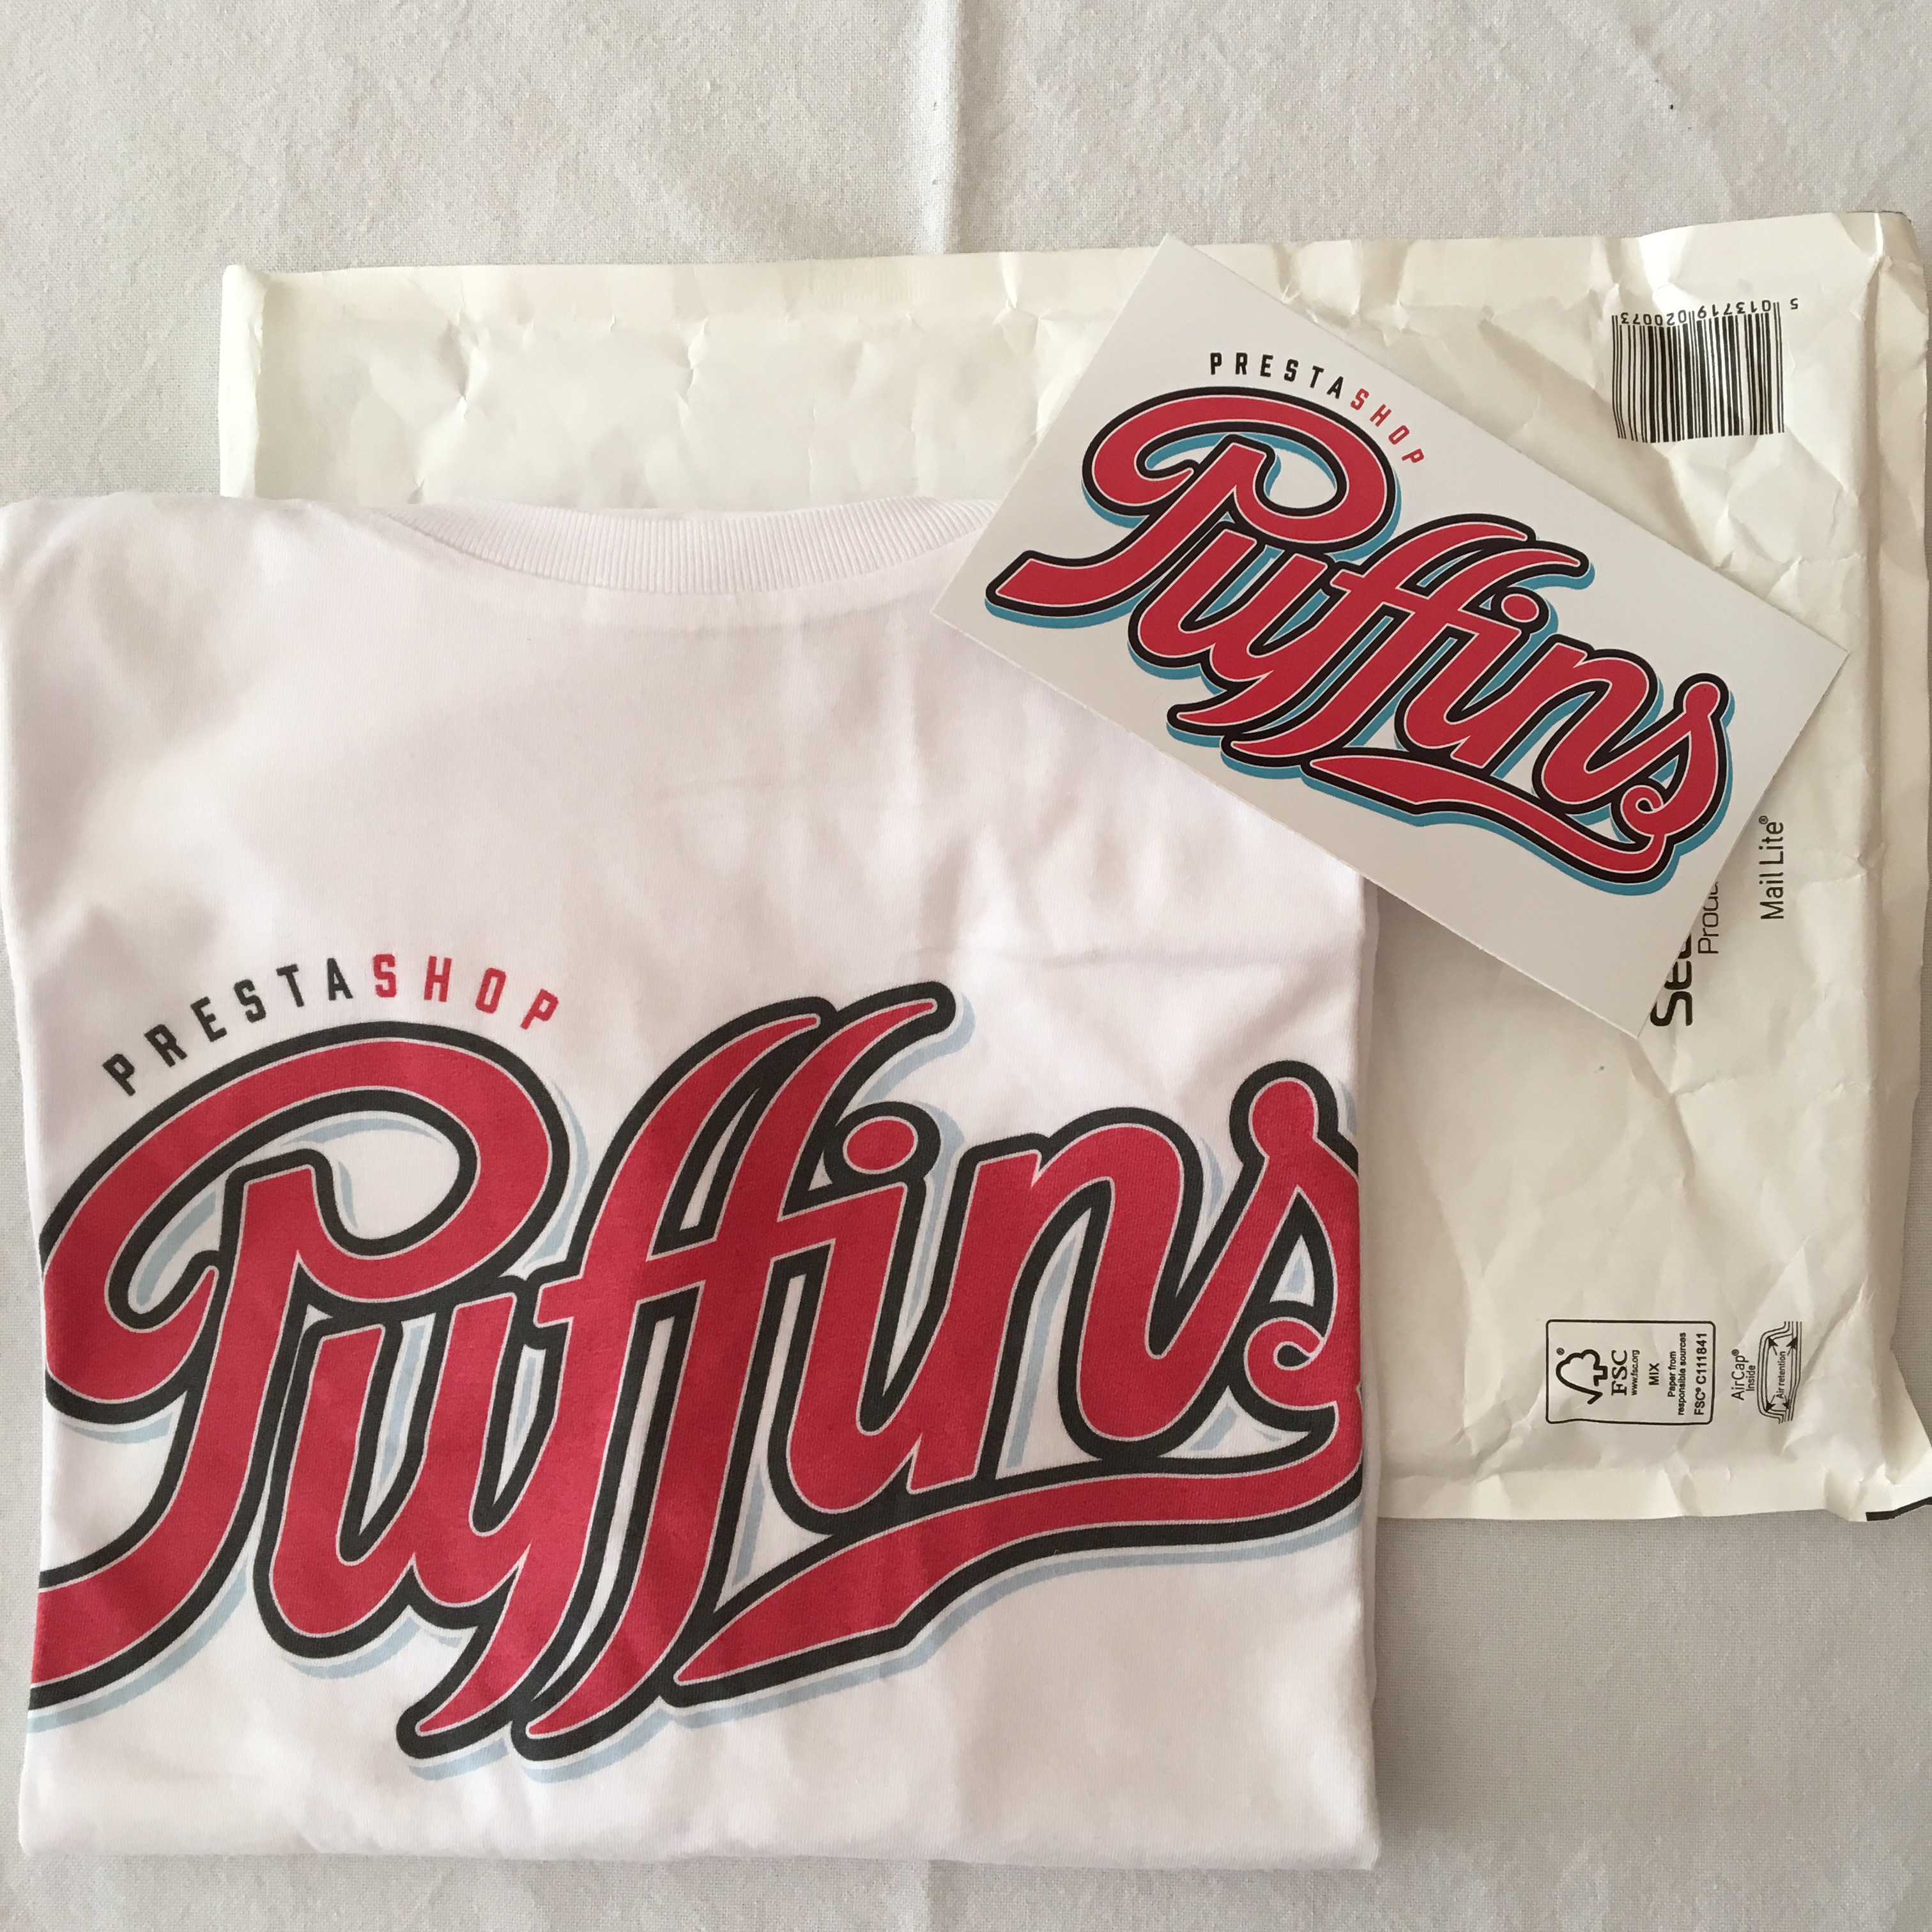 5 013719 020073
PRESTASHOP
Puffins
Mail Lite®
PRESTASHOP
Puffins
FSC®
www.fsc.org
MIX
Paper from
responsible sources
FSC® C111841
AirCap®
Inside
Air retention